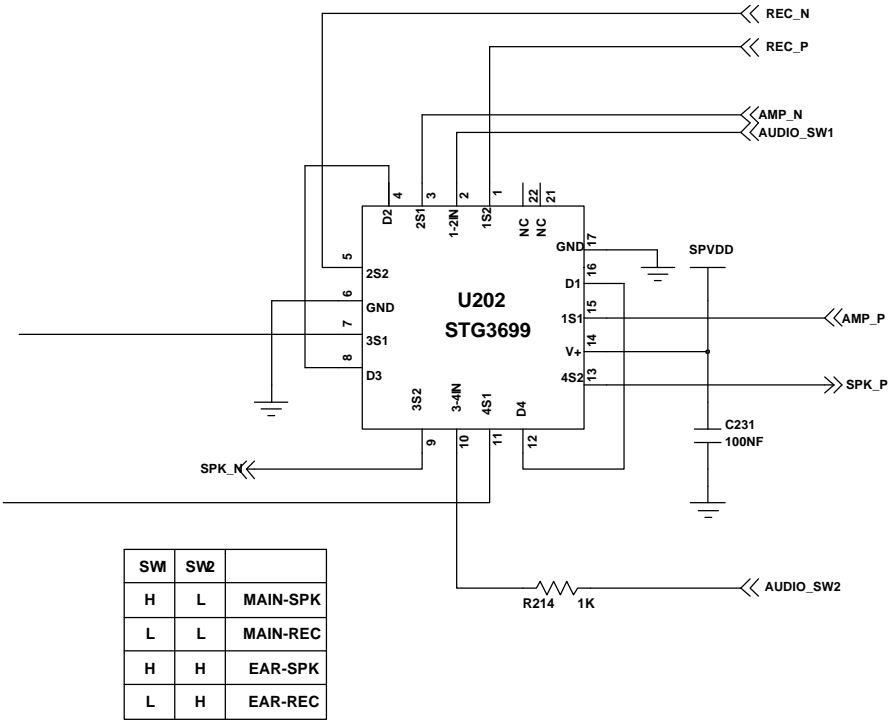 REC_N
REC_P
AMP_N
AUDIO_SW1
4
3
2
1
22
21
D2
2S1
1-2IN
1S2
NC
NC
5
2S2
6
GND
7
3S1
8
D3
U202
STG3699
GND
17
16
D1
15
1S1
14
V+
13
4S2
SPVDD
AMP_P
SPK_P
C231
100NF
3S2
3-4IN
4S1
D4
9
10
11
12
SPK_N
R214 1K
AUDIO_SW2
SW1 SW2
H L MAIN-SPK
L L MAIN-REC
H H EAR-SPK
L H EAR-REC